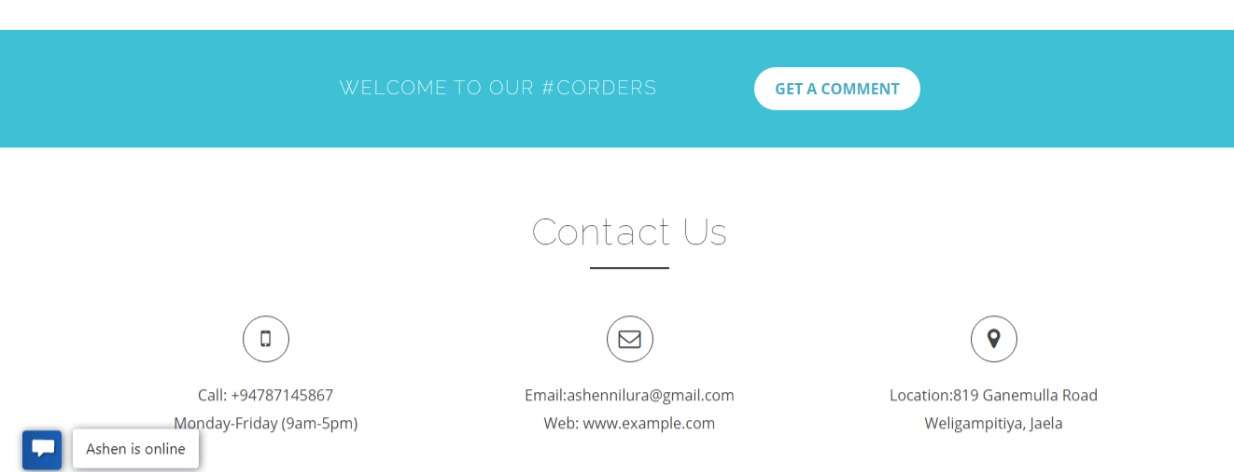 WELCOME TO OUR #CORDERS
GET A COMMENT
Contact Us
Call: +94787145867
Monday-Friday (9am-5pm)
Email:ashennilura@gmail.com
Web: www.example.com
Location:819 Ganemulla Road
Weligampitiya, Jaela
Ashen is online